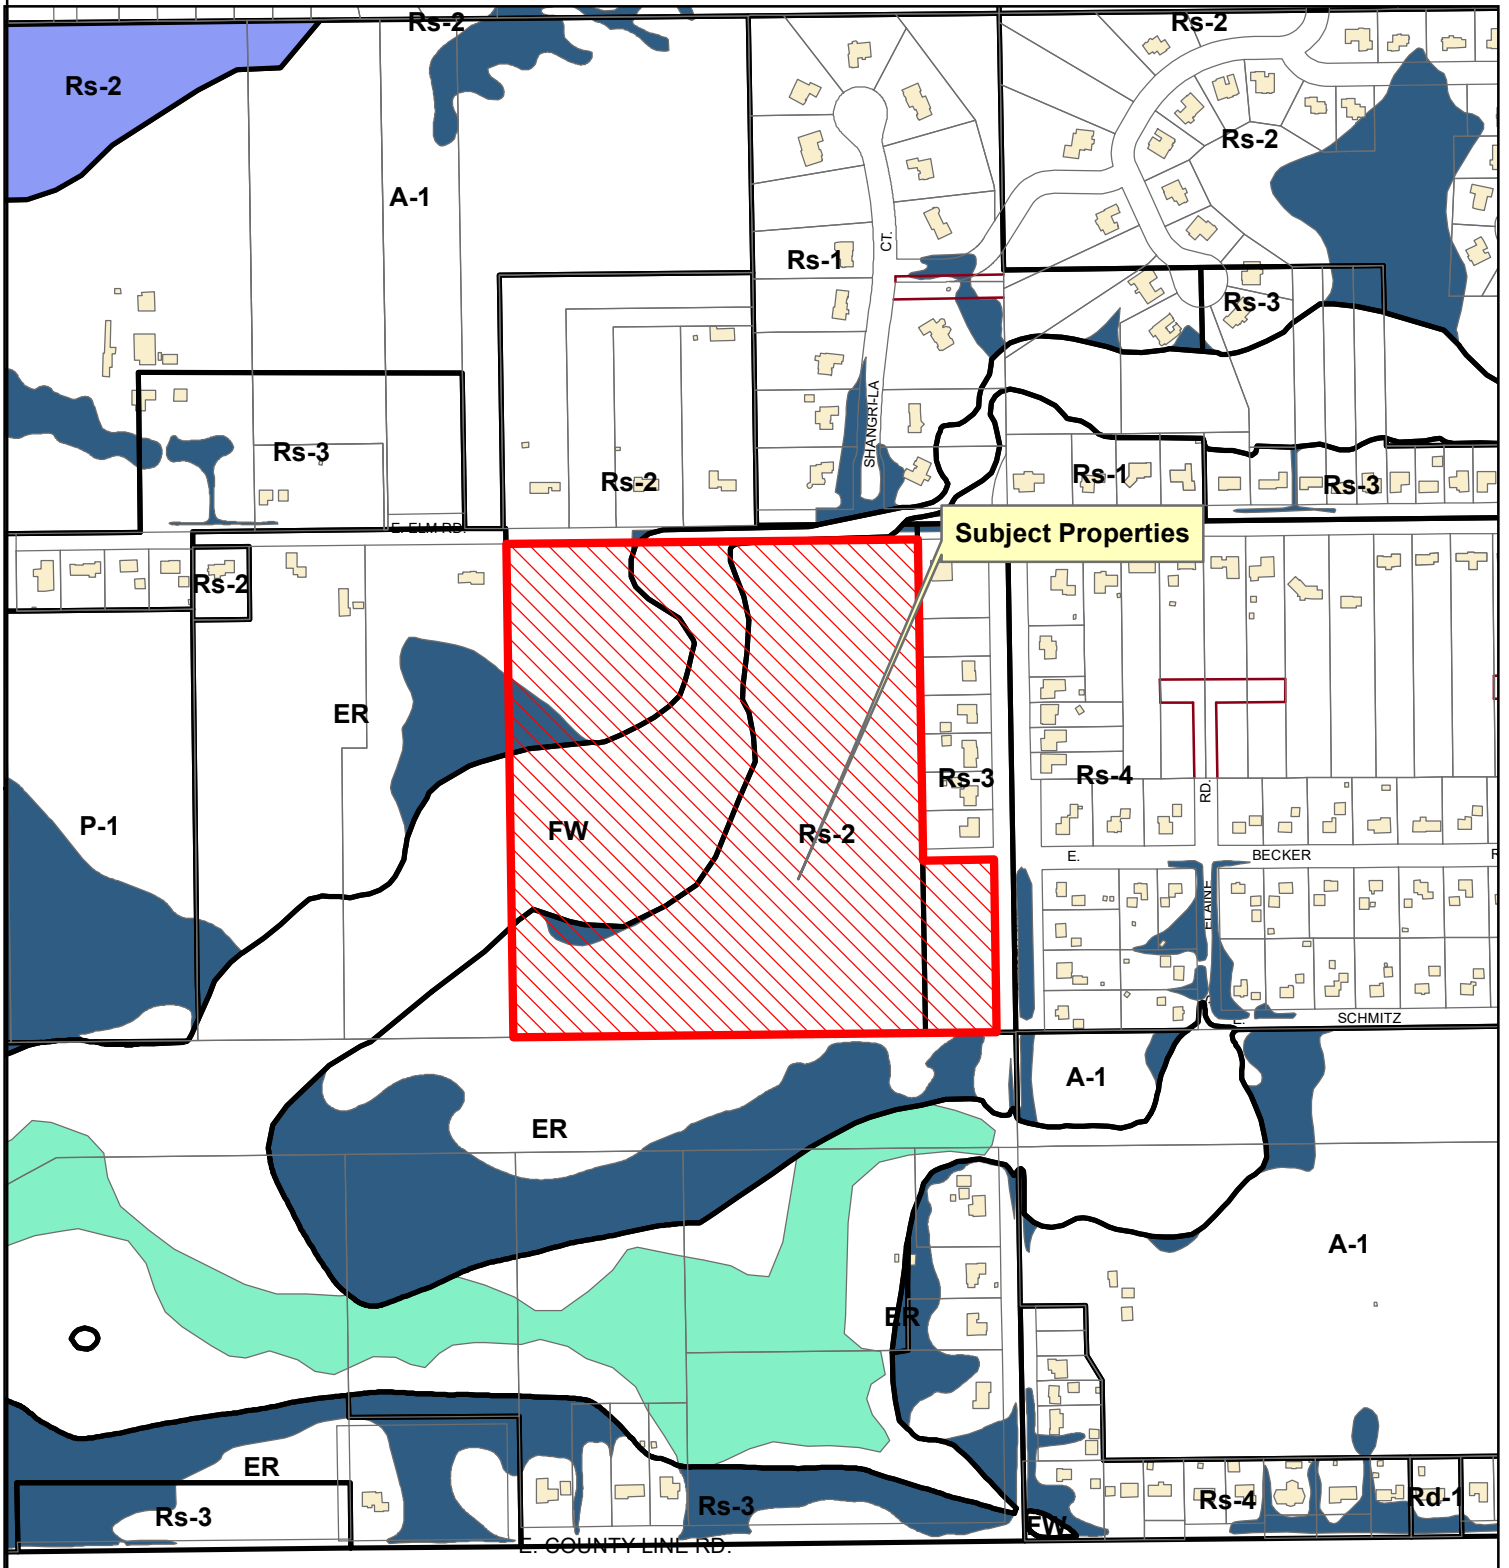 Rs-2
Rs-2
Rs-2
Rs-2
A-1
CT.
Rs-1
Rs-3
SHANGRI-LA
Rs-3
Rs-2
Rs-1
Rs-3
E. ELM RD.
Subject Properties
Rs-2
ER
Rs-3
Rs-4
RD.
P-1
FW
Rs-2
E.
BECKER
R
ELAINE
E.
SCHMITZ
A-1
ER
A-1
ER
ER
Rs-3
Rs-3
Rs-4
Rd-1
FW
E. COUNTY LINE RD.